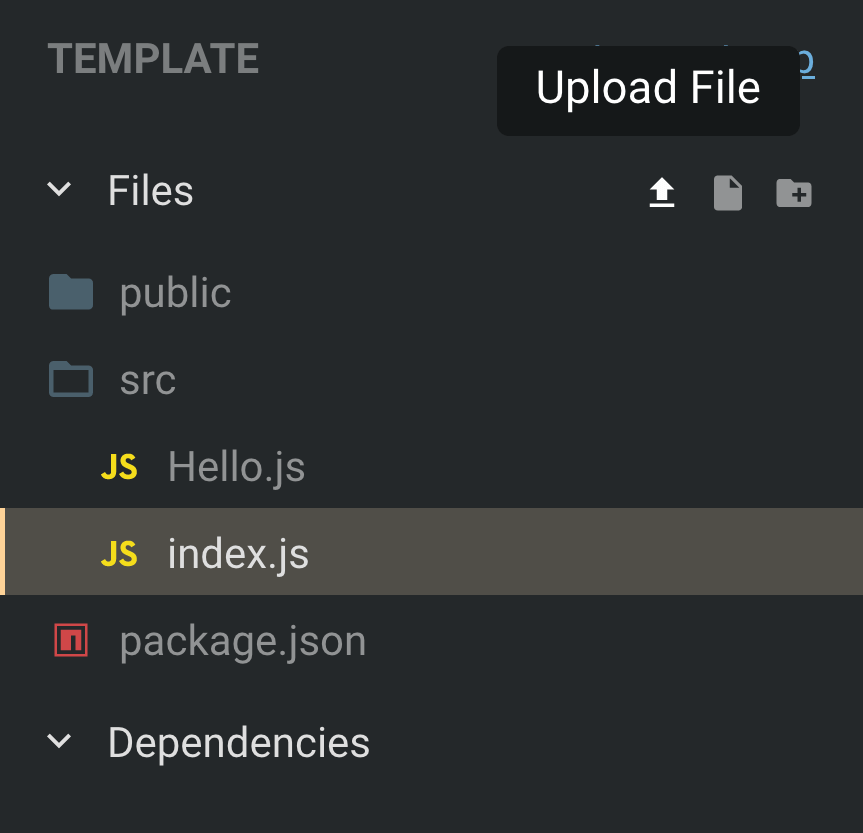 TEMPLATE
Upload File
Files
public
src
JS Hello.js
JS index.js
package.json
Dependencies